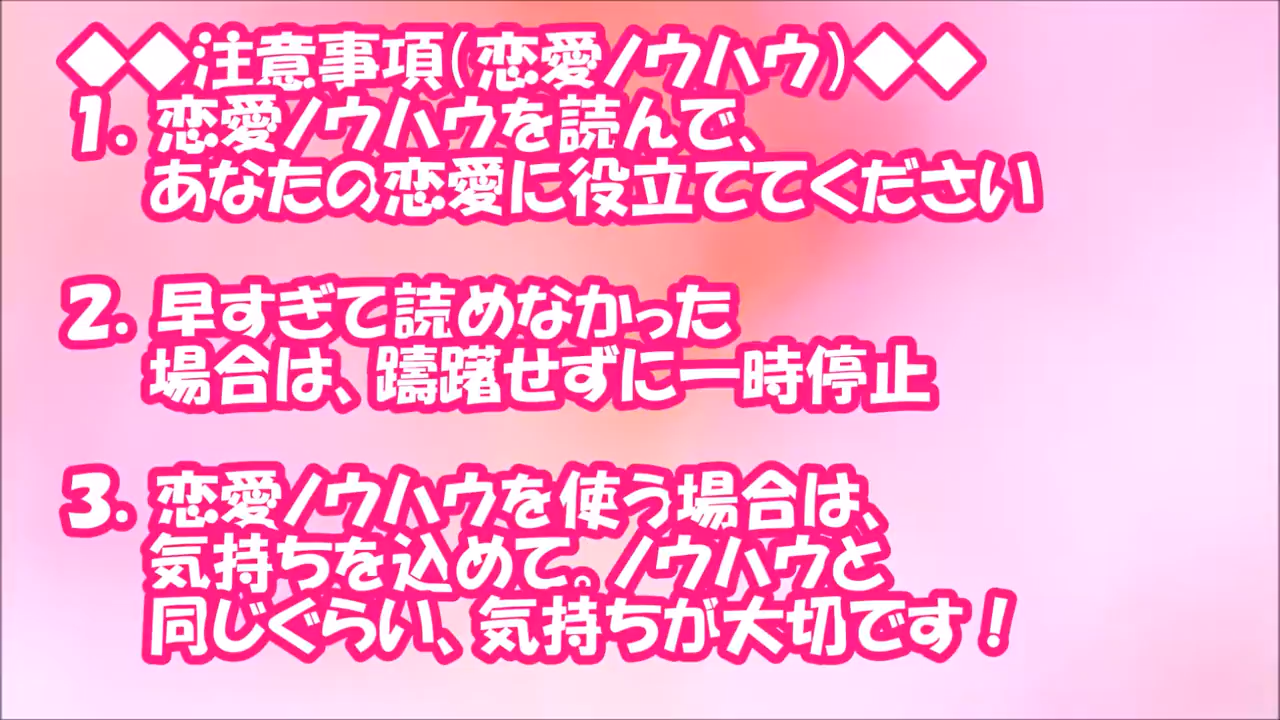 ◆◆注意事項(恋愛ノウハウ)◆◆
1. 恋愛ノウハウを読んで、
あなたの恋愛に役立ててください
2. 早すぎて読めなかった
場合は、躊躇せずに一時停止
3. 恋愛ノウハウを使う場合は、
気持ちを込めて。ノウハウと
同じぐらい、気持ちが大切です!